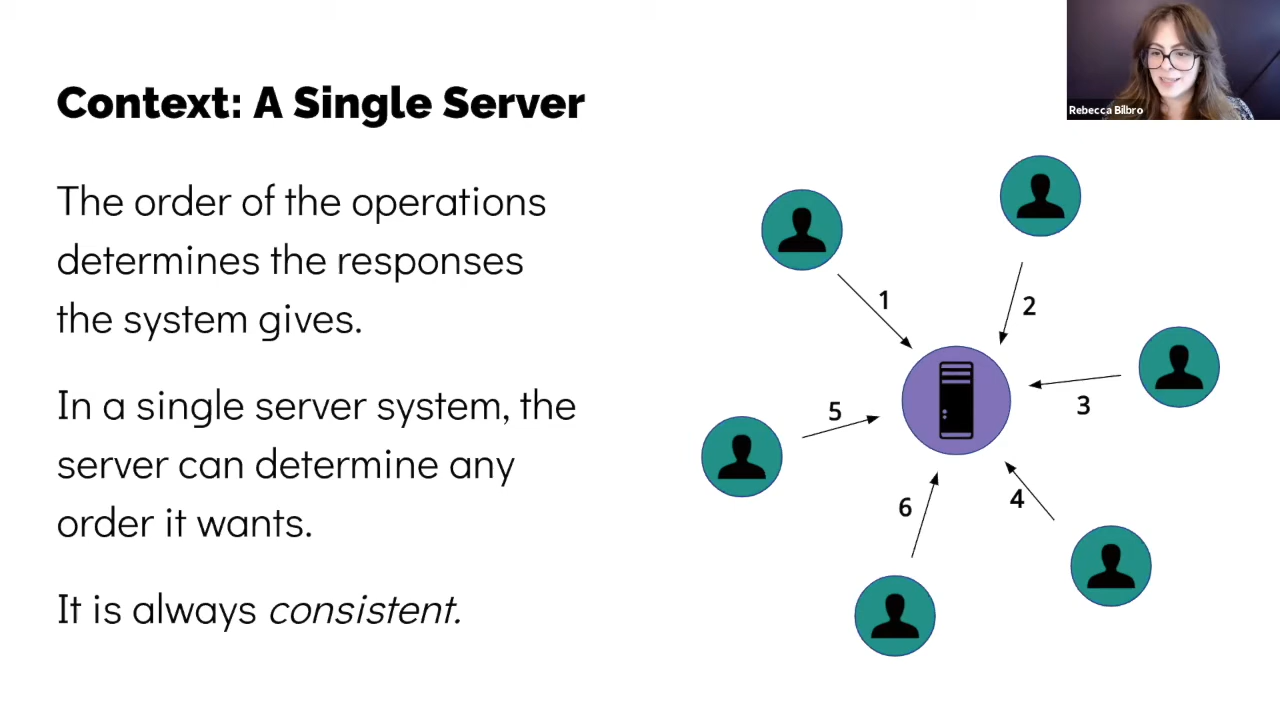 Context: A Single Server
Rebecca Bilbro
The order of the operations
determines the responses
the system gives.
In a single server system, the
server can determine any
order it wants.
It is always consistent.
1
2
3
5
6
4